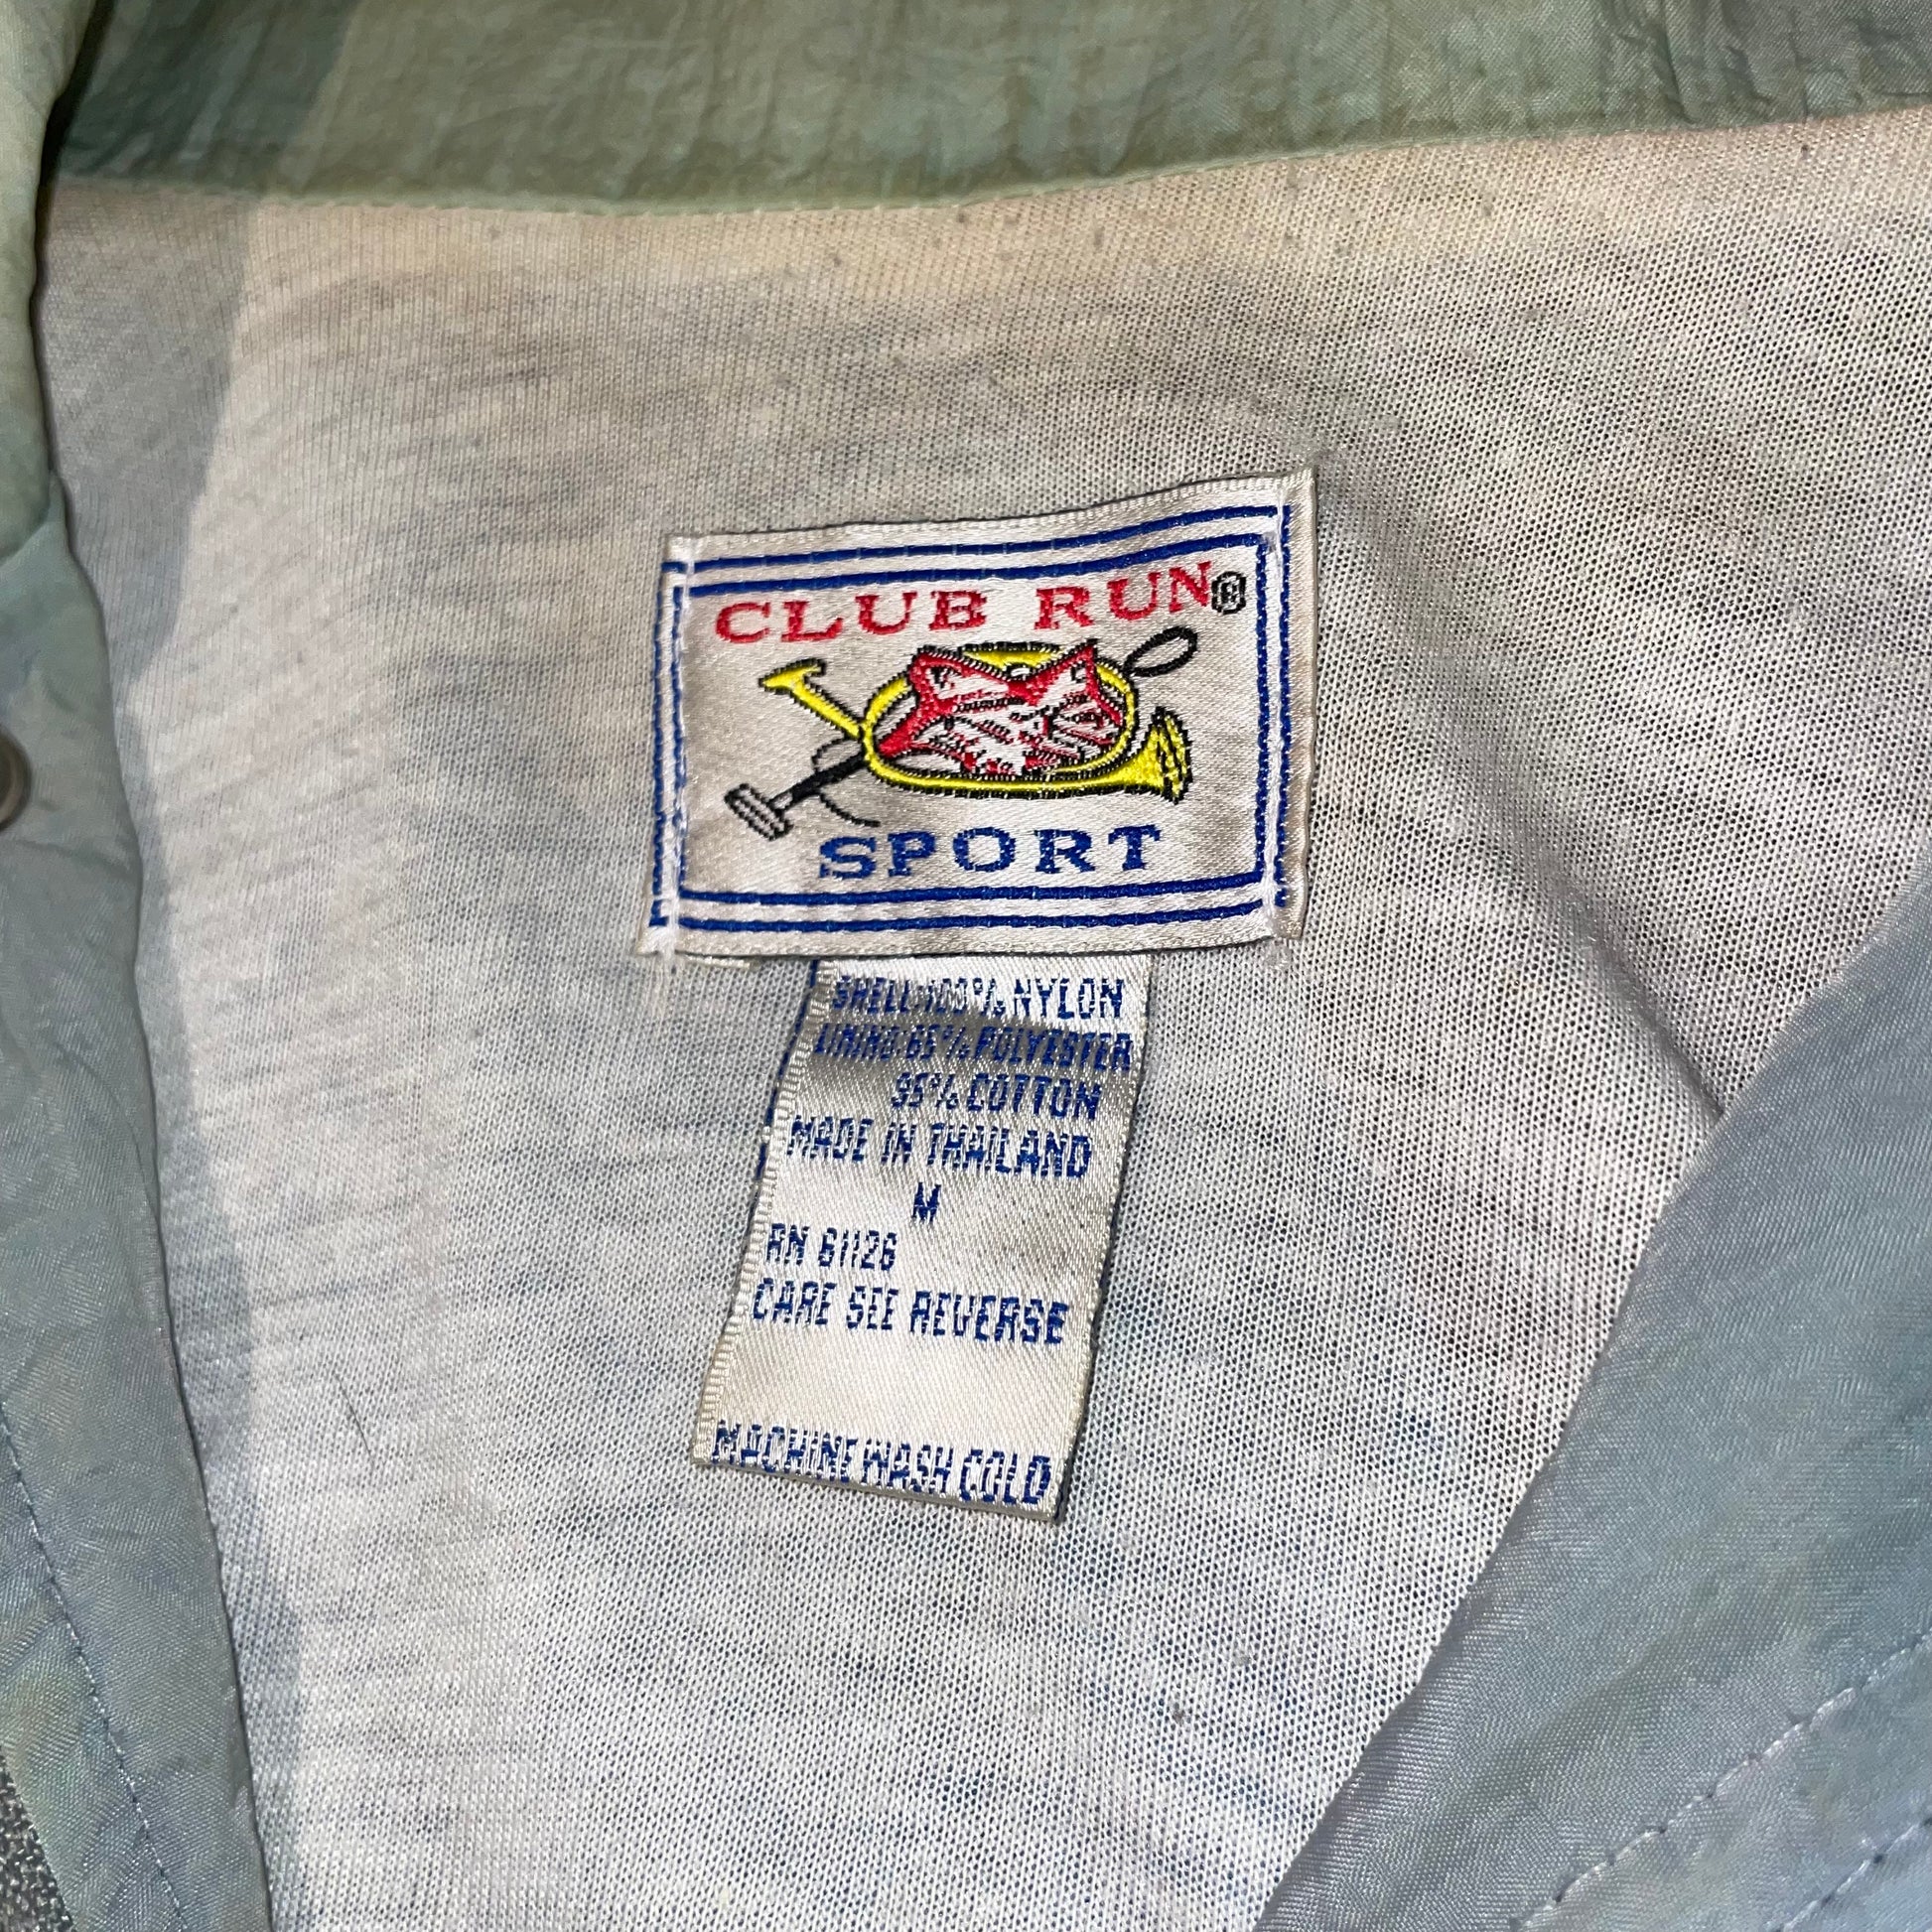 CLUB RUN®
SPORT
SHELL:100% NYLON
LINING:65% POLYESTER
95% COTTON
MADE IN THAILAND
M
RN 61126
CARE SEE REVERSE
MACHINE WASH COLD